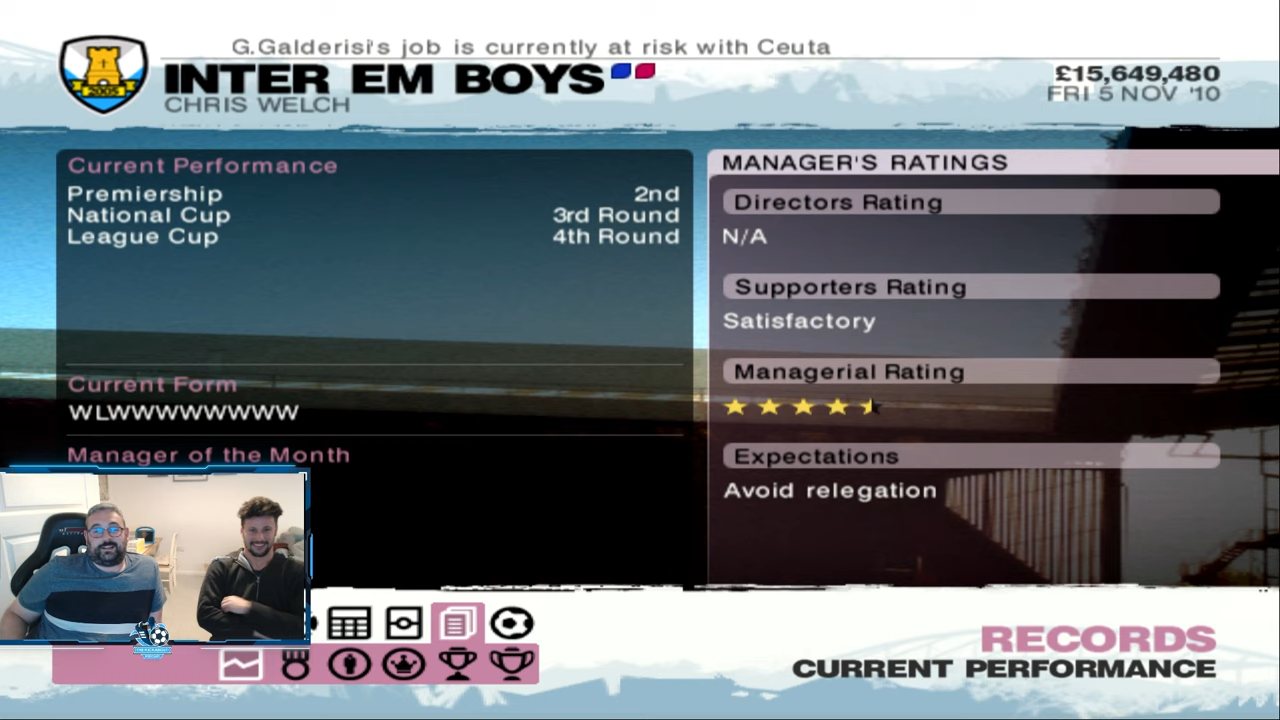 G.Galderisi's job is currently at risk with Ceuta
INTER EM BOYS
CHRIS WELCH
£15,649,480
FRI 5 NOV '10
2005
Current Performance
Premiership 2nd
National Cup 3rd Round
League Cup 4th Round
Current Form
WLWWWWWWWW
Manager of the Month
MANAGER'S RATINGS
Directors Rating
N/A
Supporters Rating
Satisfactory
Managerial Rating
Expectations
Avoid relegation
RECORDS
CURRENT PERFORMANCE